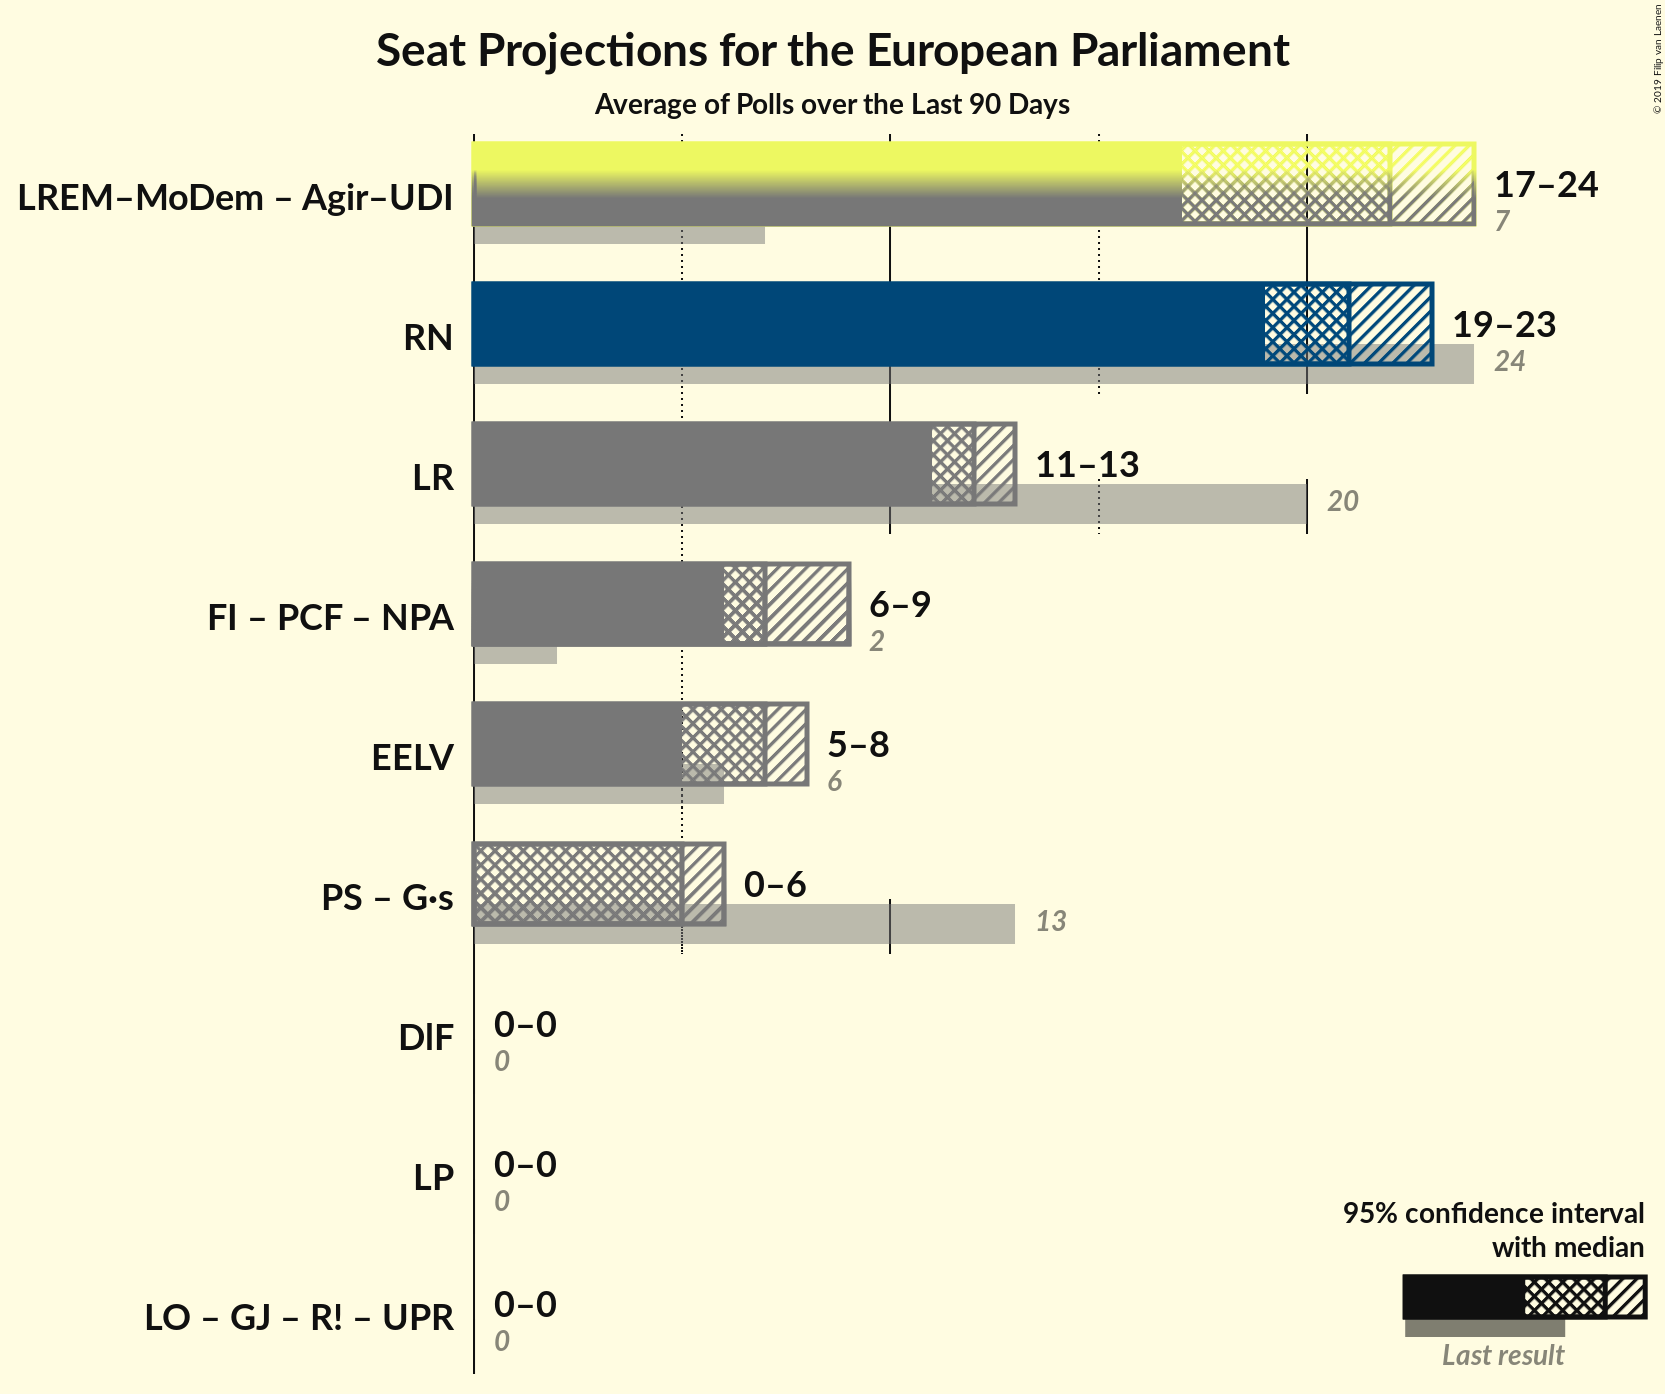 Seat Projections for the European Parliament
Average of Polls over the Last 90 Days
© 2019 Filip van Laenen
LREM–MoDem – Agir–UDI
17–24
7
RN
19–23
24
LR
11–13
20
FI – PCF – NPA
6–9
2
EELV
5–8
6
PS – G·s
0–6
13
DlF
0–0
0
LP
0–0
0
LO – GJ – R! – UPR
0–0
0
95% confidence interval
with median
Last result